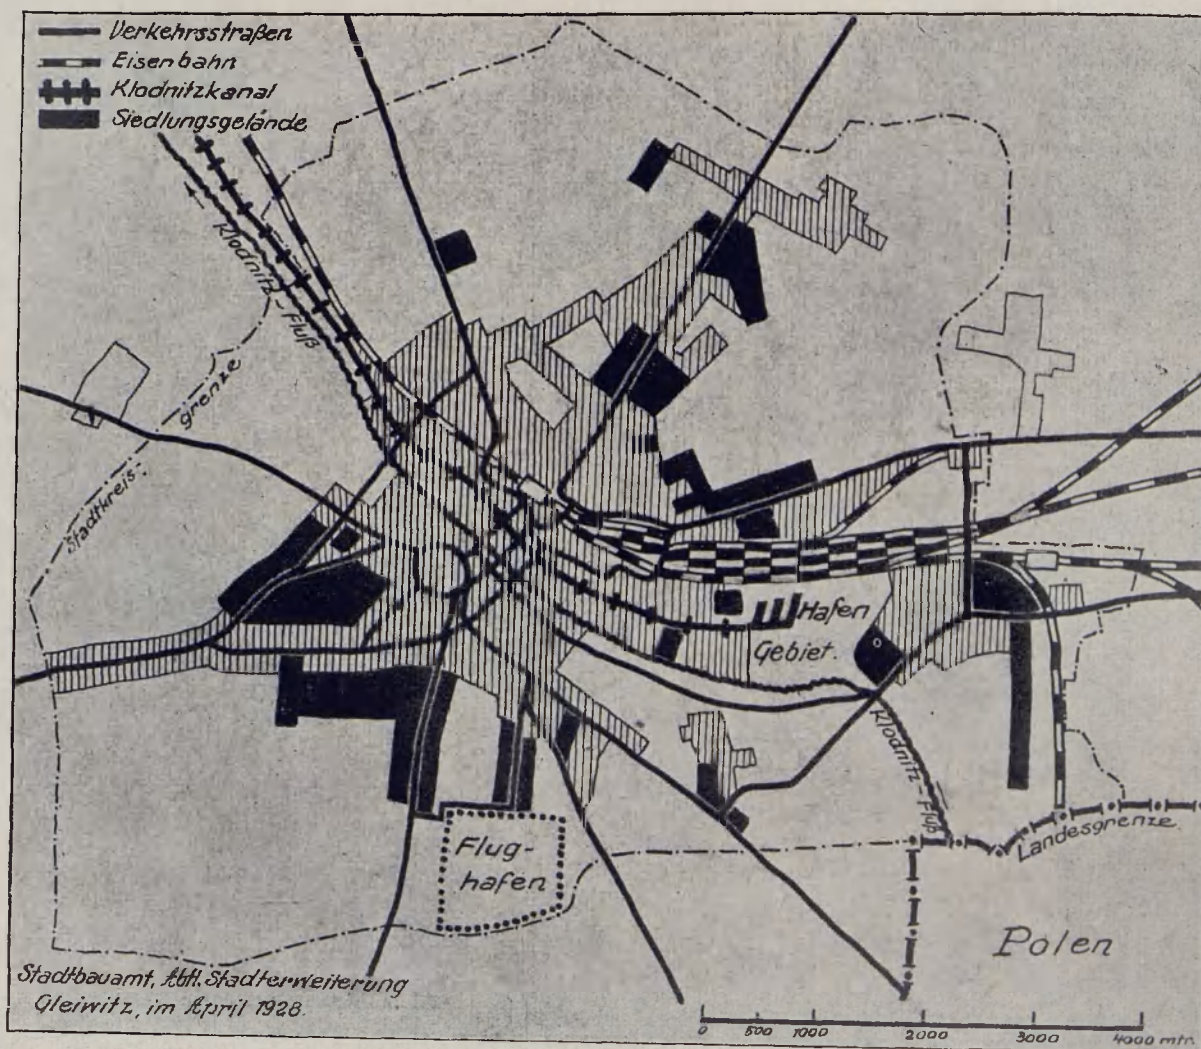 Verkehrsstraßen
Eisenbahn
Klodnitzkanal
Siedlungsgelände
Klodnitz-Fluß
grenze
Stadtkreis-
Hafen
Gebiet.
Klodnitz-Fluß
Landesgrenze
Flug-
hafen
Polen
Stadtbauamt, Abtl. Stadterweiterung
Gleiwitz, im April 1928.
0 500 1000 2000 3000 4000 mtr.